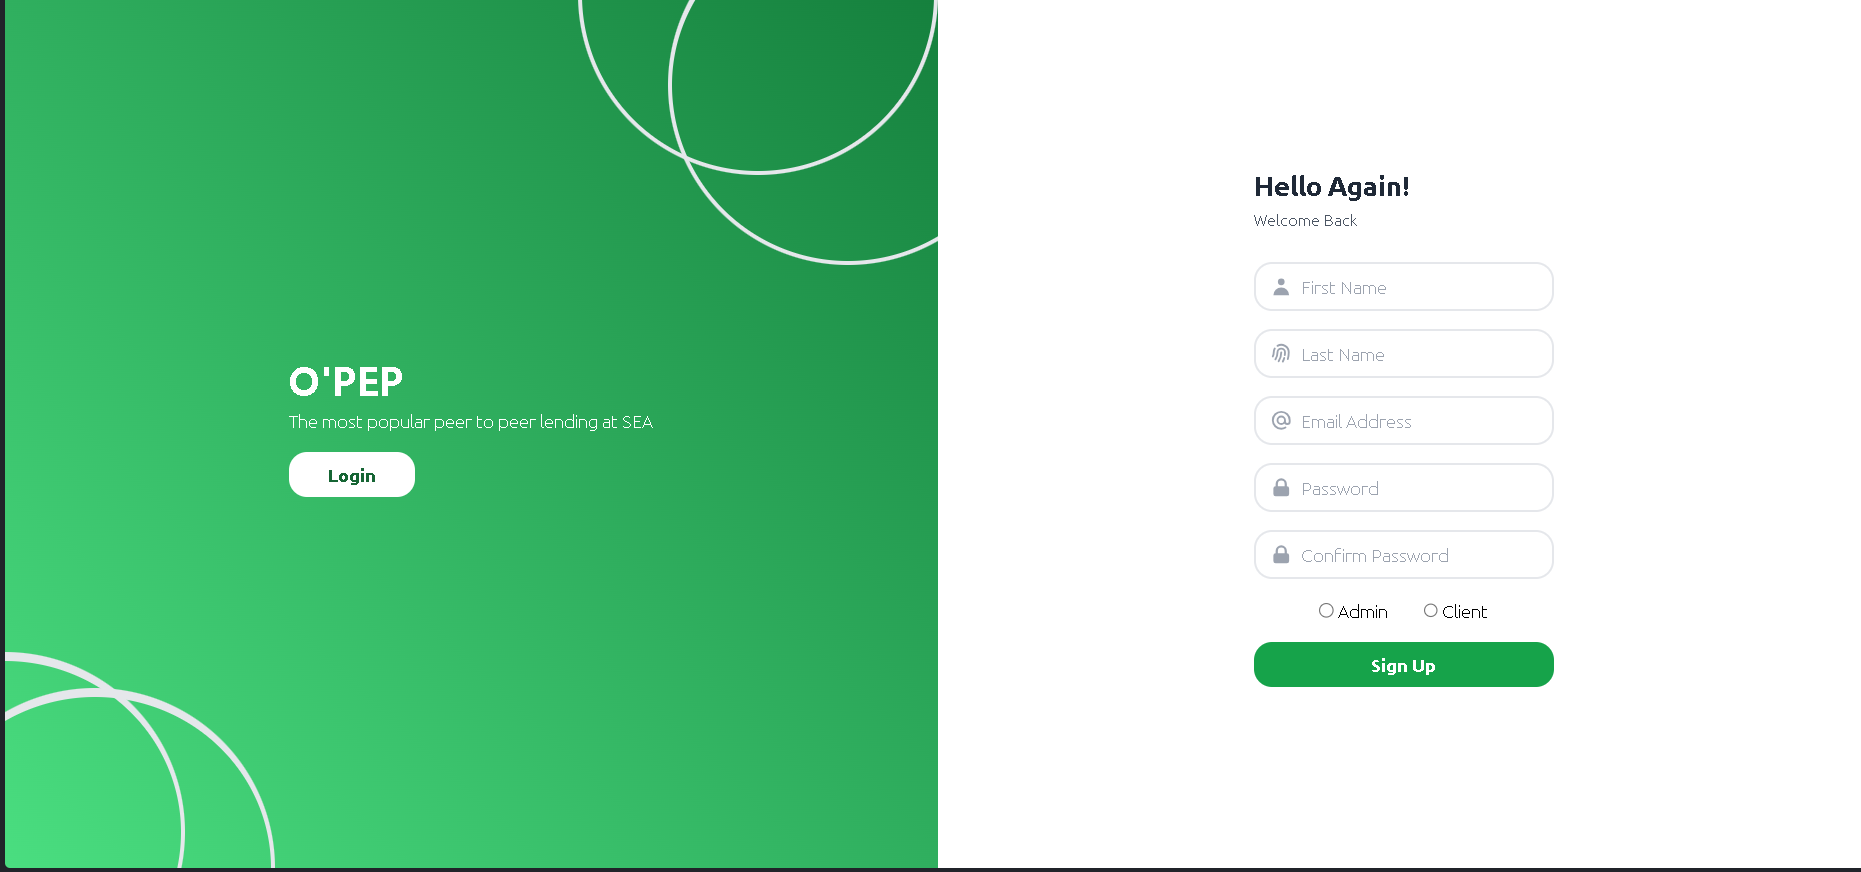 O'PEP
The most popular peer to peer lending at SEA
Login
Hello Again!
Welcome Back
First Name
Last Name
Email Address
Password
Confirm Password
Admin
Client
Sign Up